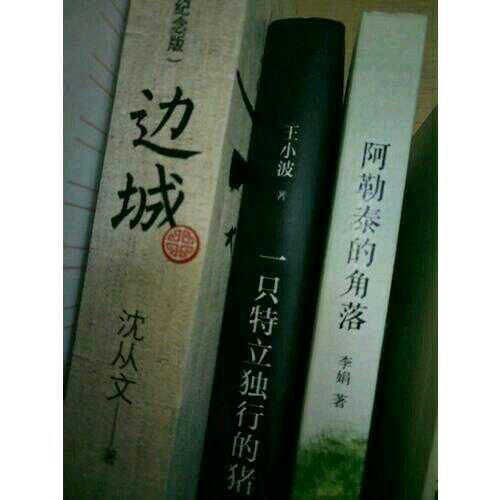 纪念版）
边城
沈从文
著
王小波 著
一只特立独行的猪
阿勒泰的角落
李娟 著